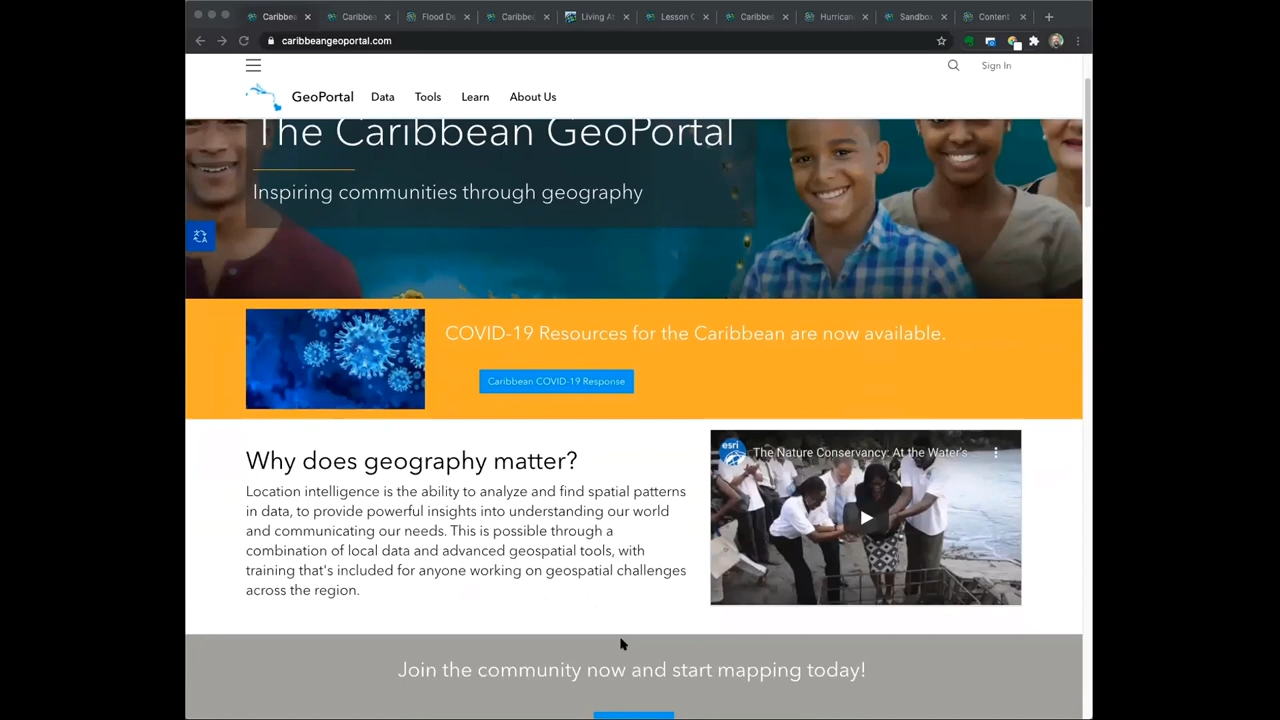 Caribbea
Caribbea
Flood De
Caribbea
Living At
Lesson G
Caribbea
Hurrican
Sandbox
Content
caribbeangeoportal.com
Sign In
GeoPortal
Data
Tools
Learn
About Us
The Caribbean GeoPortal
Inspiring communities through geography
COVID-19 Resources for the Caribbean are now available.
Caribbean COVID-19 Response
Why does geography matter?
Location intelligence is the ability to analyze and find spatial patterns
in data, to provide powerful insights into understanding our world
and communicating our needs. This is possible through a
combination of local data and advanced geospatial tools, with
training that's included for anyone working on geospatial challenges
across the region.
esri
The Nature Conservancy: At the Water's
Join the community now and start mapping today!